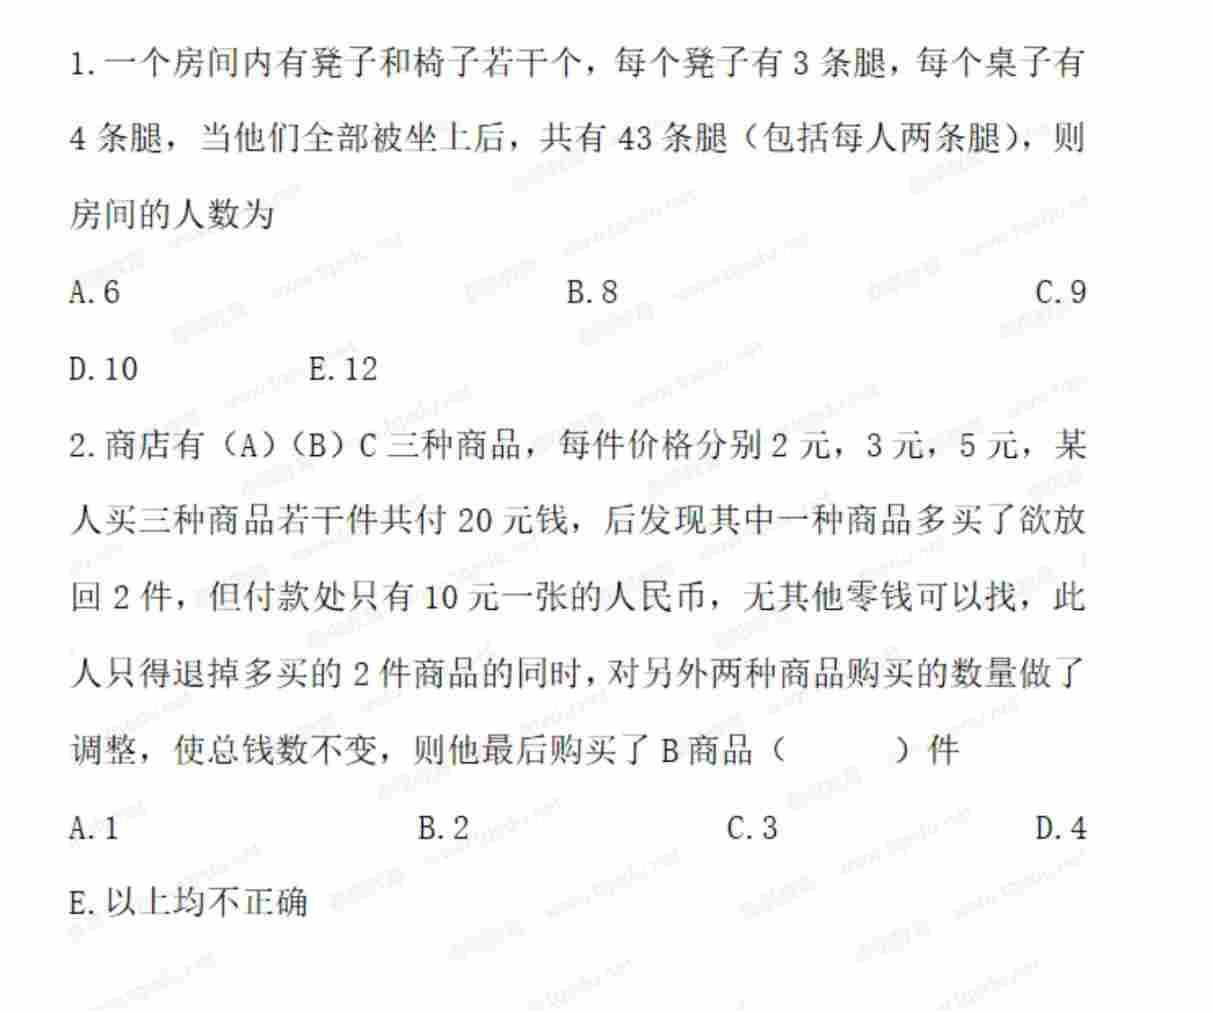 1.一个房间内有凳子和椅子若干个，每个凳子有3条腿，每个桌子有
4条腿，当他们全部被坐上后，共有43条腿（包括每人两条腿），则
房间的人数为
A.6 B.8 C.9
D.10 E.12
2.商店有（A）（B）C三种商品，每件价格分别2元，3元，5元，某
人买三种商品若干件共付20元钱，后发现其中一种商品多买了欲放
回2件，但付款处只有10元一张的人民币，无其他零钱可以找，此
人只得退掉多买的2件商品的同时，对另外两种商品购买的数量做了
调整，使总钱数不变，则他最后购买了B商品（ ）件
A.1 B.2 C.3 D.4
E.以上均不正确